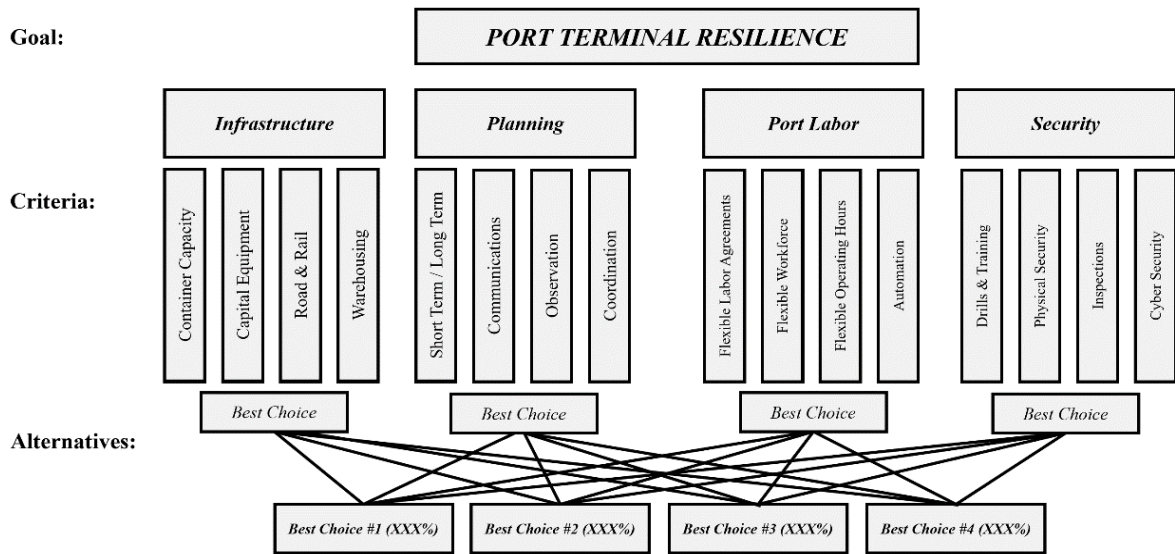 Goal:
PORT TERMINAL RESILIENCE
Infrastructure
Planning
Port Labor
Security
Criteria:
Container Capacity
Capital Equipment
Road & Rail
Warehousing
Short Term / Long Term
Communications
Observation
Coordination
Flexible Labor Agreements
Flexible Workforce
Flexible Operating Hours
Automation
Drills & Training
Physical Security
Inspections
Cyber Security
Best Choice
Best Choice
Best Choice
Best Choice
Alternatives:
Best Choice #1 (XXX%)
Best Choice #2 (XXX%)
Best Choice #3 (XXX%)
Best Choice #4 (XXX%)